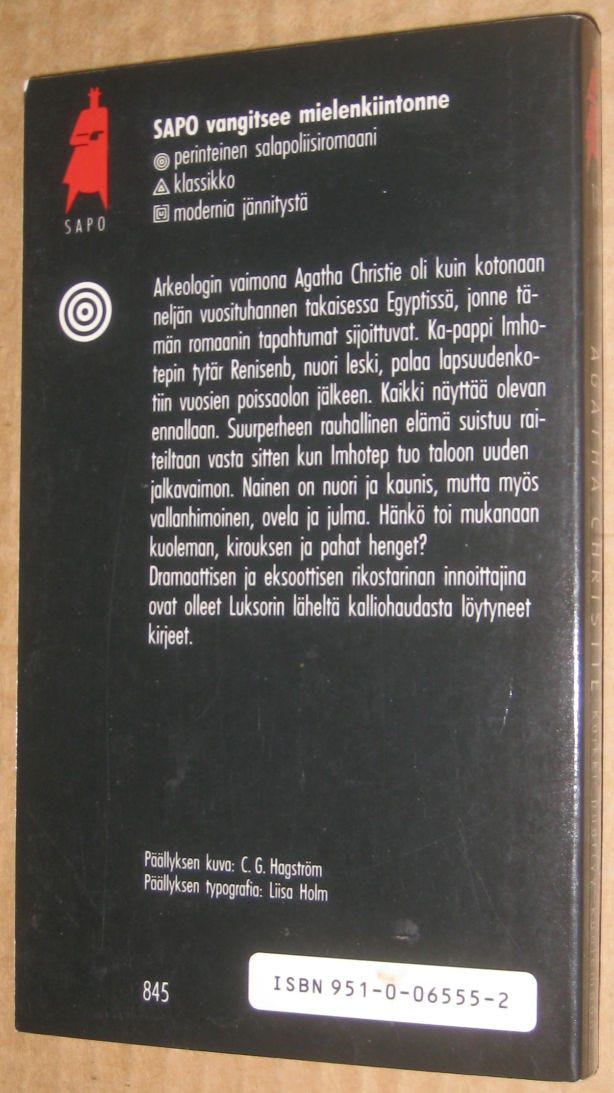 SAPO
SAPO vangitsee mielenkiintonne
perinteinen salapoliisiromaani
klassikko
modernia jännitystä
Arkeologin vaimona Agatha Christie oli kuin kotonaan
neljän vuosituhannen takaisessa Egyptissä, jonne tä-
män romaanin tapahtumat sijoittuvat. Ka-pappi Imho-
tepin tytär Renisenb, nuori leski, palaa lapsuudenko-
tiin vuosien poissaolon jälkeen. Kaikki näyttää olevan
ennallaan. Suurperheen rauhallinen elämä suistuu rai-
teiltaan vasta sitten kun Imhotep tuo taloon uuden
jalkavaimon. Nainen on nuori ja kaunis, mutta myös
vallanhimoinen, ovela ja julma. Hänkö toi mukanaan
kuoleman, kirouksen ja pahat henget?
Dramaattisen ja eksoottisen rikostarinan innoittajina
ovat olleet Luksorin läheltä kalliohaudasta löytyneet
kirjeet.
Päällyksen kuva: C. G. Hagström
Päällyksen typografia: Liisa Holm
845
ISBN 951-0-06555-2
AGATHA CHRISTIE